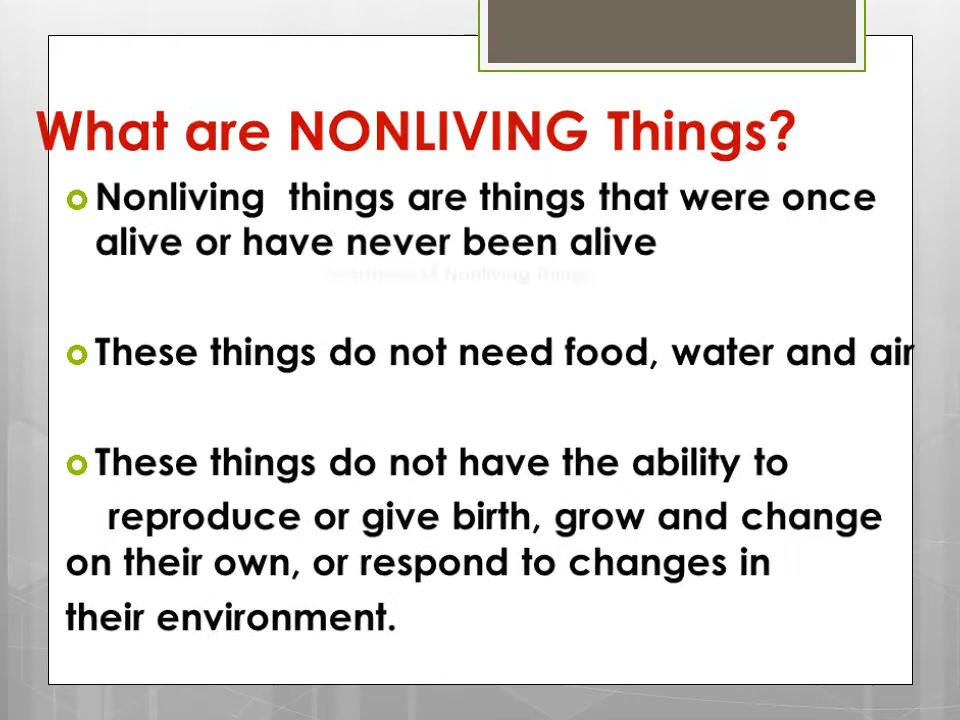 What are NONLIVING Things?
Nonliving things are things that were once
alive or have never been alive
Nonliving Things
These things do not need food, water and air
These things do not have the ability to
reproduce or give birth, grow and change
on their own, or respond to changes in
their environment.